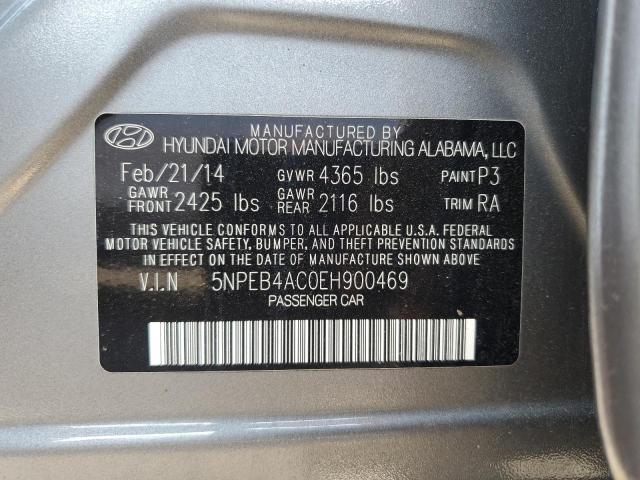 MANUFACTURED BY
HYUNDAI MOTOR MANUFACTURING ALABAMA, LLC
Feb/21/14 GVWR 4365 lbs PAINT P3
GAWR FRONT 2425 lbs GAWR REAR 2116 lbs TRIM RA
THIS VEHICLE CONFORMS TO ALL APPLICABLE U.S.A. FEDERAL
MOTOR VEHICLE SAFETY, BUMPER, AND THEFT PREVENTION STANDARDS
IN EFFECT ON THE DATE OF MANUFACTURE SHOWN ABOVE
V.I.N 5NPEB4AC0EH900469
PASSENGER CAR